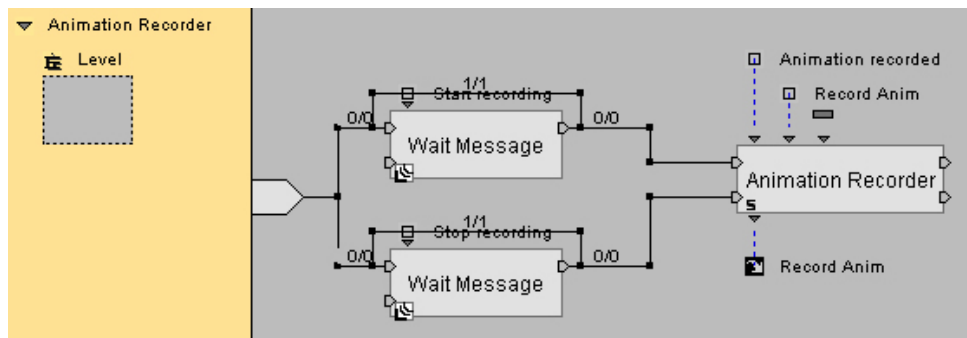 Animation Recorder
Level
1/1
Start recording
0/0
0/0
Wait Message
1/1
Stop recording
0/0
0/0
Wait Message
Animation recorded
Record Anim
Animation Recorder
S
Record Anim